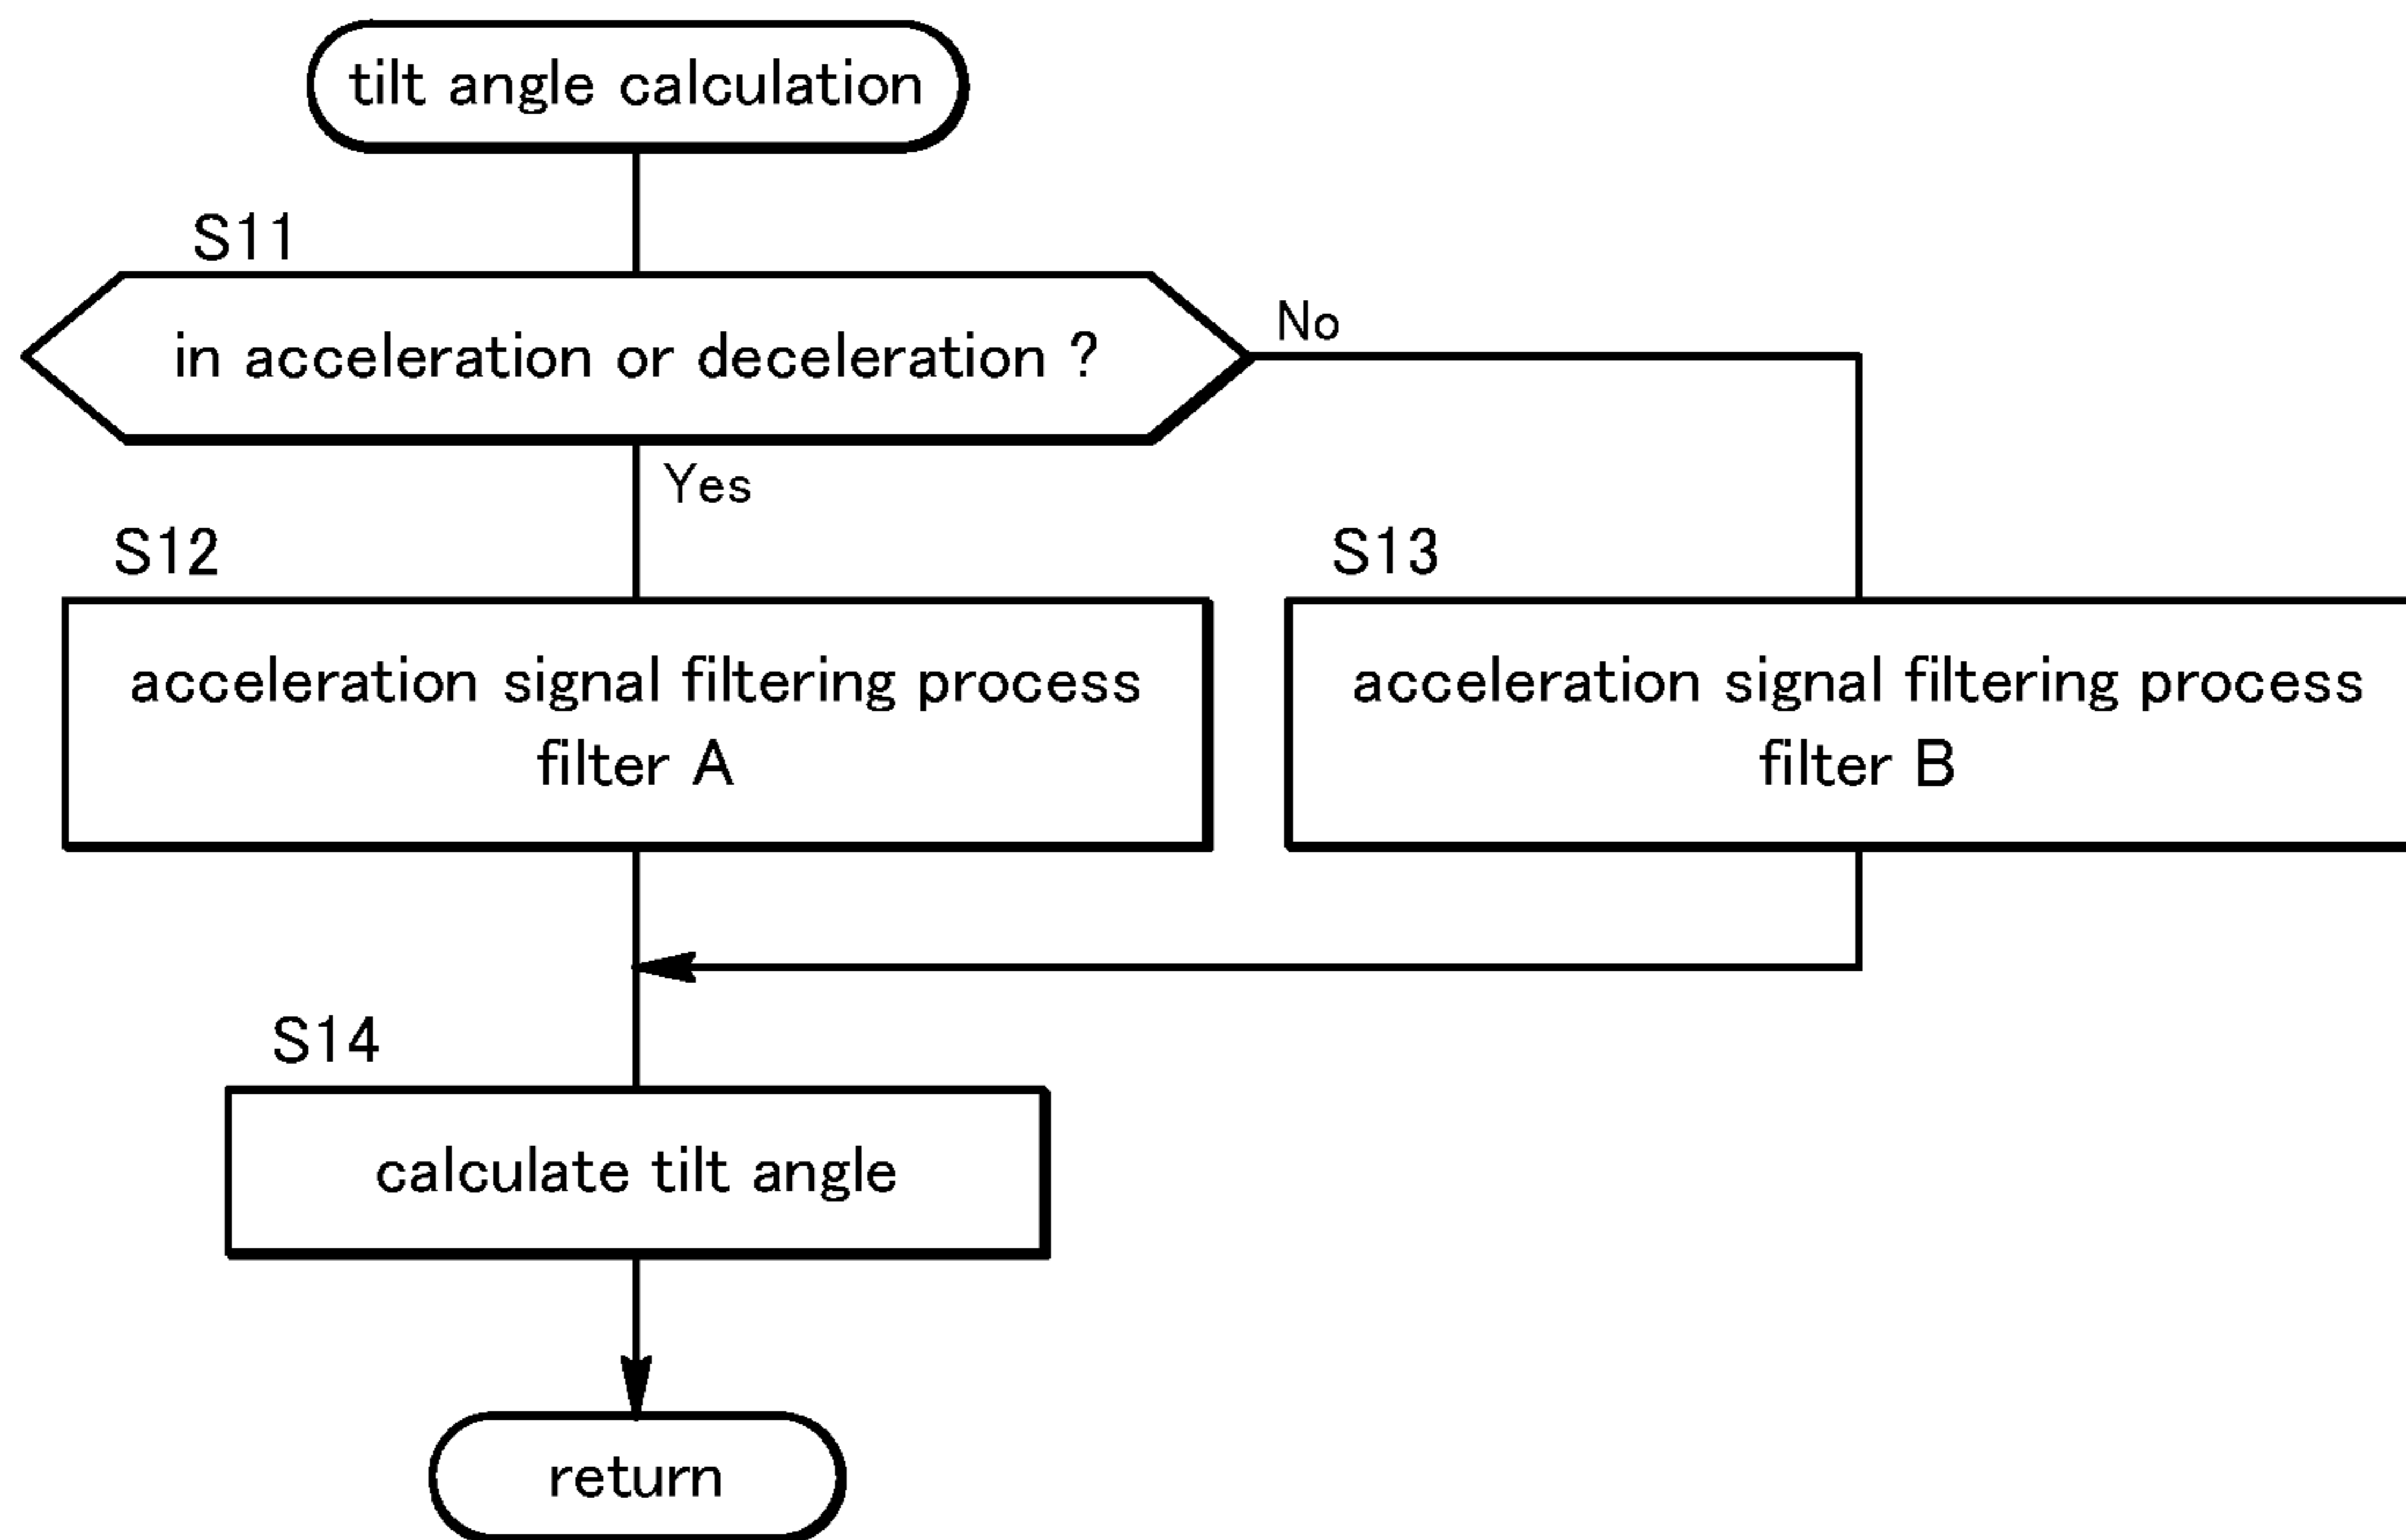 tilt angle calculation
S11
in acceleration or deceleration ?
No
Yes
S12
acceleration signal filtering process
filter A
S13
acceleration signal filtering process
filter B
S14
calculate tilt angle
return